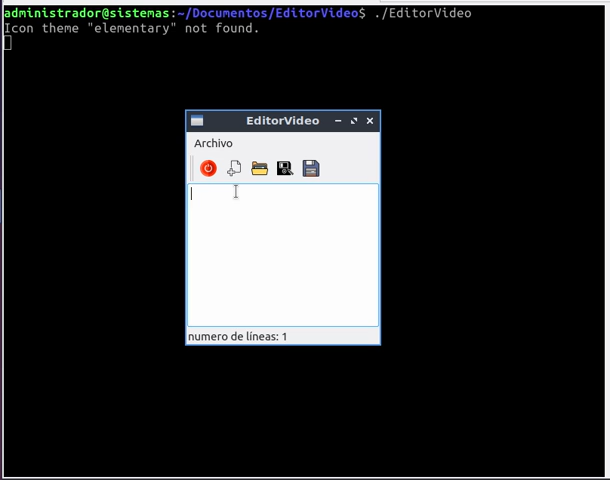 administrador@sistemas:~/Documentos/EditorVideo$ ./EditorVideo
Icon theme "elementary" not found.
EditorVideo
Archivo
numero de líneas: 1